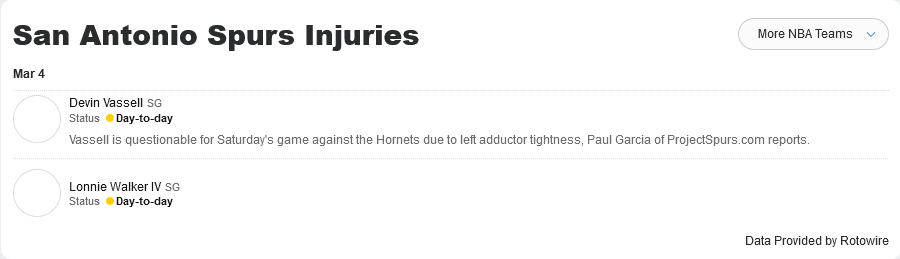 San Antonio Spurs Injuries
More NBA Teams
Mar 4
Devin Vassell SG
Status Day-to-day
Vassell is questionable for Saturday's game against the Hornets due to left adductor tightness, Paul Garcia of ProjectSpurs.com reports.
Lonnie Walker IV SG
Status Day-to-day
Data Provided by Rotowire